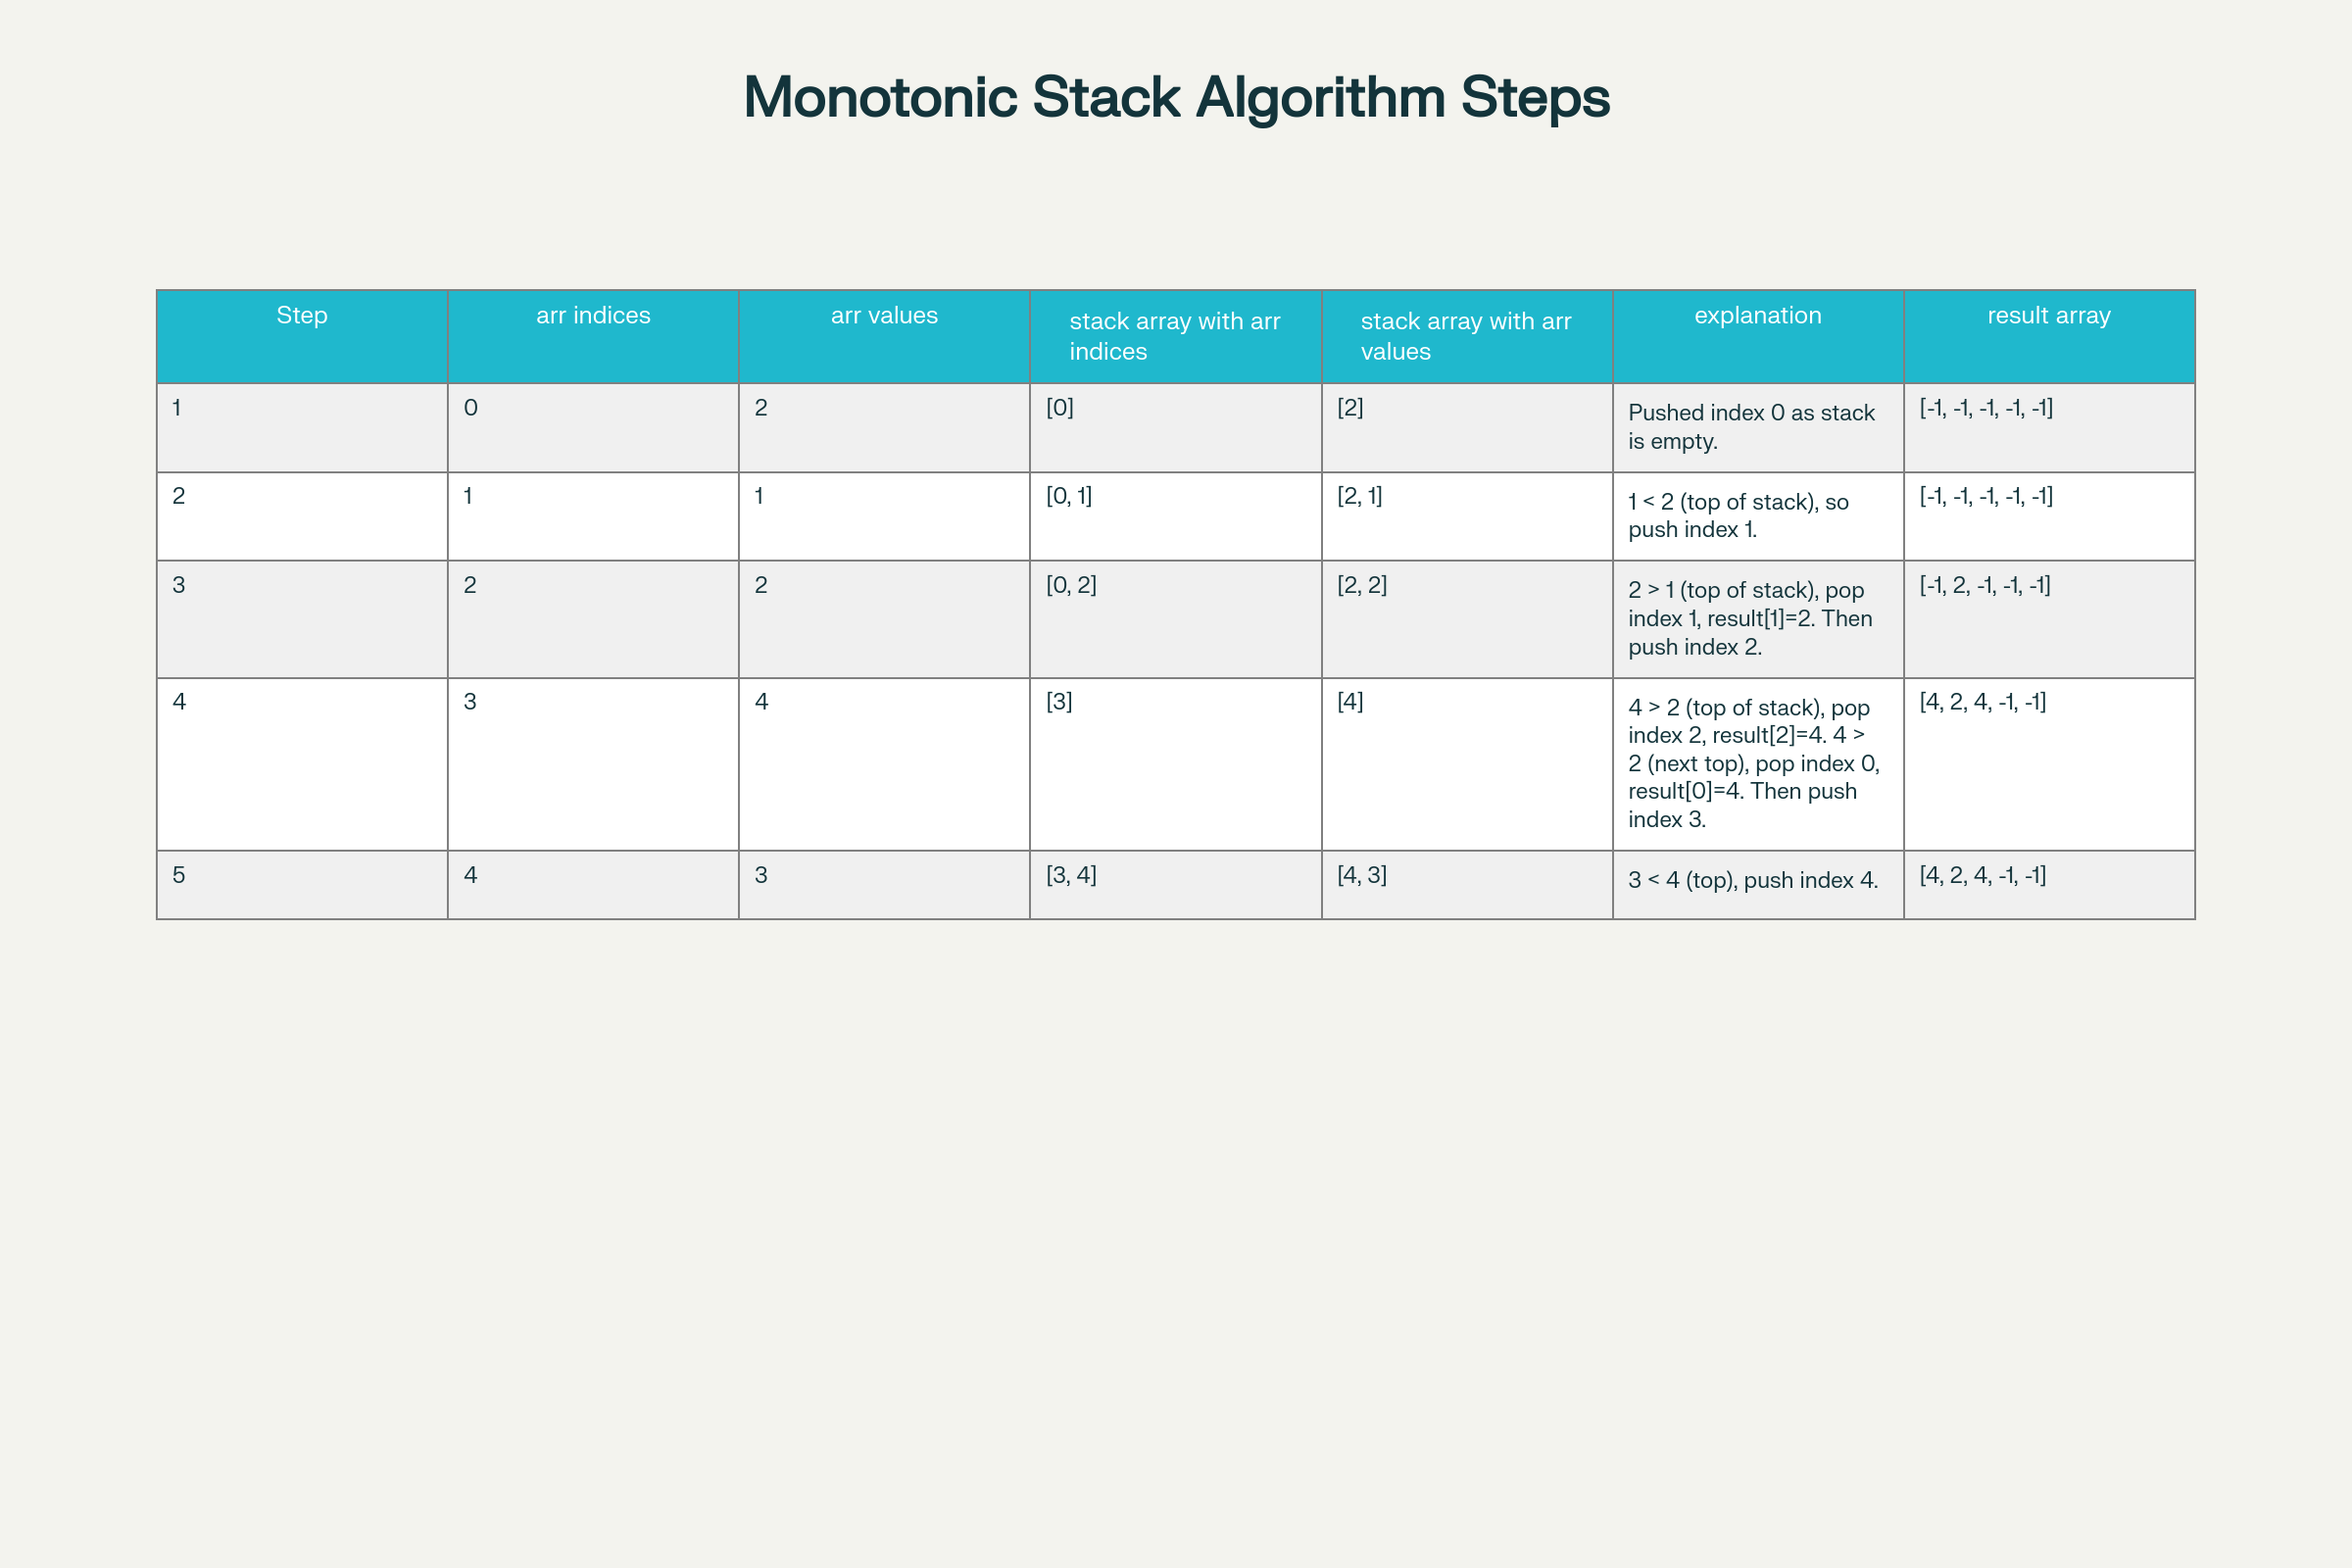 Monotonic Stack Algorithm Steps
Step
arr indices
arr values
stack array with arr
indices
stack array with arr
values
explanation
result array
1
0
2
[0]
[2]
Pushed index 0 as stack
is empty.
[-1, -1, -1, -1, -1]
2
1
1
[0, 1]
[2, 1]
1 < 2 (top of stack), so
push index 1.
[-1, -1, -1, -1, -1]
3
2
2
[0, 2]
[2, 2]
2 > 1 (top of stack), pop
index 1, result[1]=2. Then
push index 2.
[-1, 2, -1, -1, -1]
4
3
4
[3]
[4]
4 > 2 (top of stack), pop
index 2, result[2]=4. 4 >
2 (next top), pop index 0,
result[0]=4. Then push
index 3.
[4, 2, 4, -1, -1]
5
4
3
[3, 4]
[4, 3]
3 < 4 (top), push index 4.
[4, 2, 4, -1, -1]